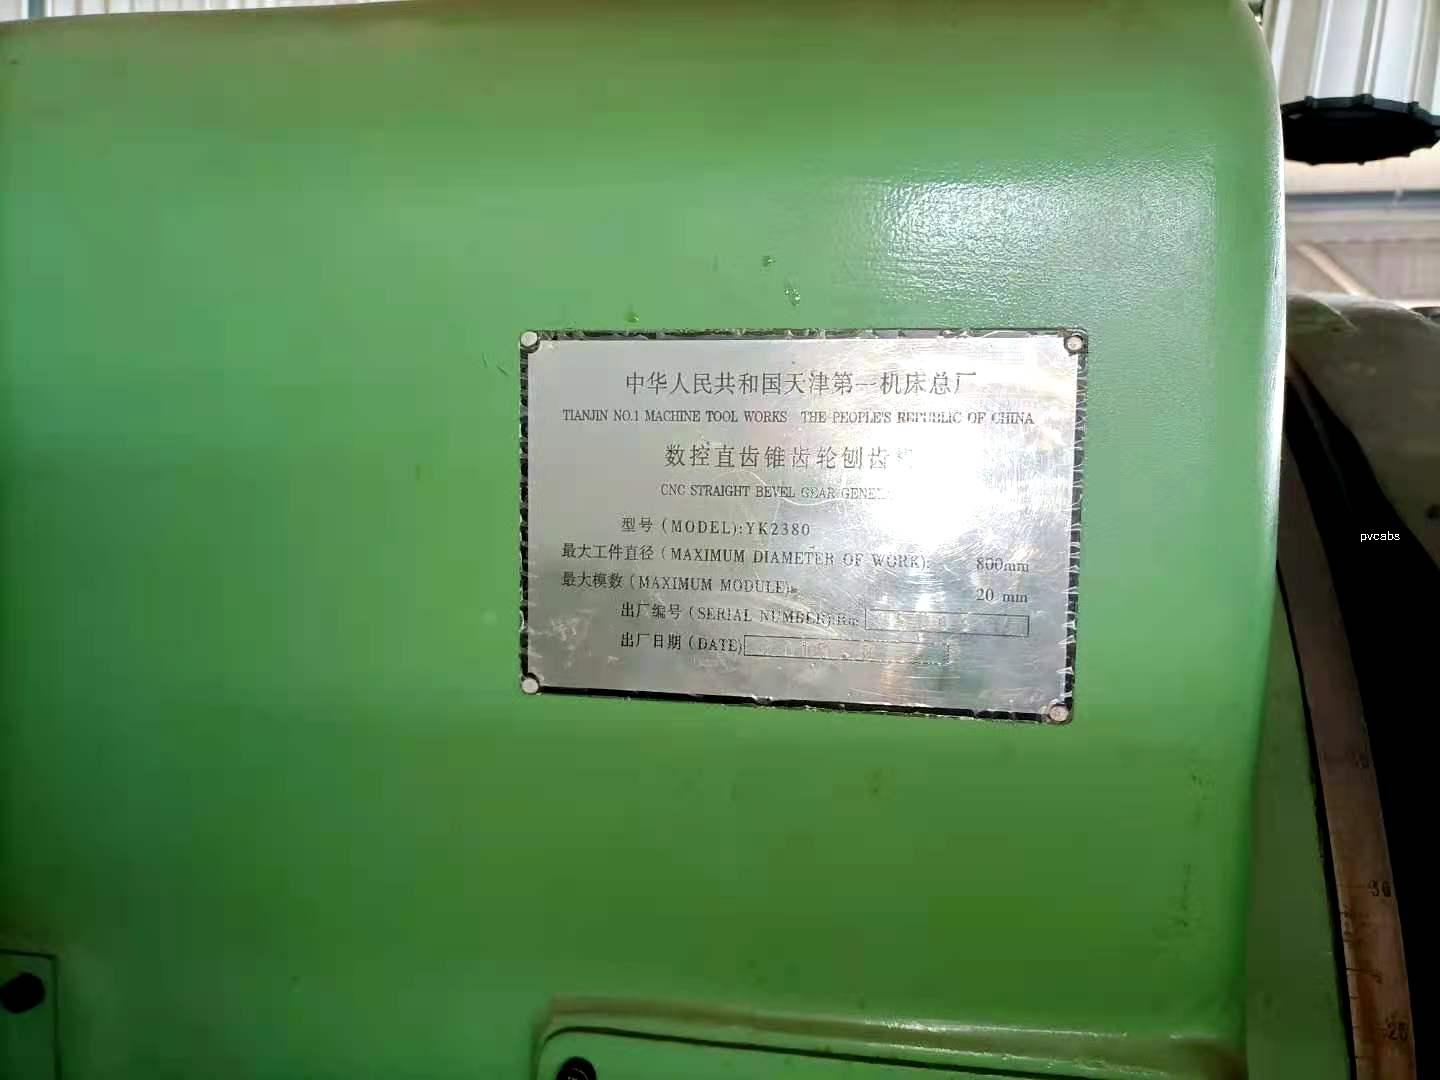 中华人民共和国天津第一机床总厂
TIANJIN NO.1 MACHINE TOOL WORKS THE PEOPLE'S REPUBLIC OF CHINA
数控直齿锥齿轮刨齿
CNC STRAIGHT BEVEL GEAR
型号(MODEL):YK2380
最大工件直径(MAXIMUM DIAMETER OF WORK): 800mm
最大模数(MAXIMUM MODULE): 20 mm
出厂编号(SERIAL NUMBER):
出厂日期(DATE)
pvcabs
30
20